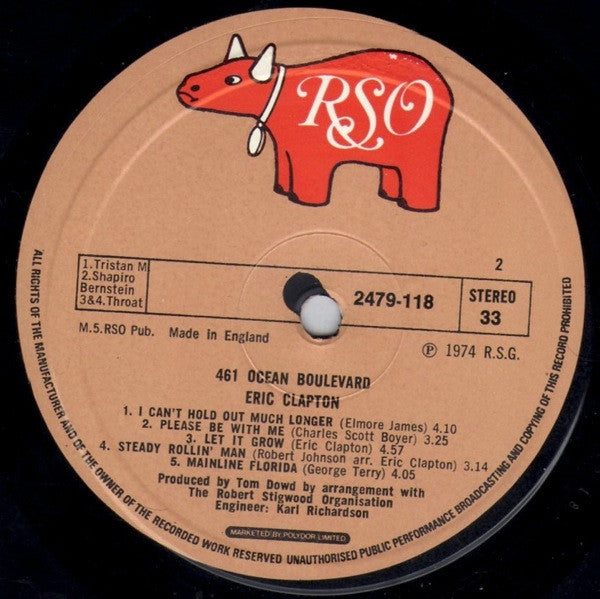 RSO
2
1.Tristan M
2.Shapiro
Bernstein
3&4.Throat
2479-118
STEREO
33
M.5.RSO Pub. Made in England
℗ 1974 R.S.G.
461 OCEAN BOULEVARD
ERIC CLAPTON
1. I CAN'T HOLD OUT MUCH LONGER (Elmore James) 4.10
2. PLEASE BE WITH ME (Charles Scott Boyer) 3.25
3. LET IT GROW (Eric Clapton) 4.57
4. STEADY ROLLIN' MAN (Robert Johnson arr. Eric Clapton) 3.14
5. MAINLINE FLORIDA (George Terry) 4.05
Produced by Tom Dowd by arrangement with
The Robert Stigwood Organisation
Engineer: Karl Richardson
MARKETED BY POLYDOR LIMITED
ALL RIGHTS OF THE MANUFACTURER AND OF THE OWNER OF THE RECORDED WORK RESERVED UNAUTHORISED PUBLIC PERFORMANCE BROADCASTING AND COPYING OF THIS RECORD PROHIBITED